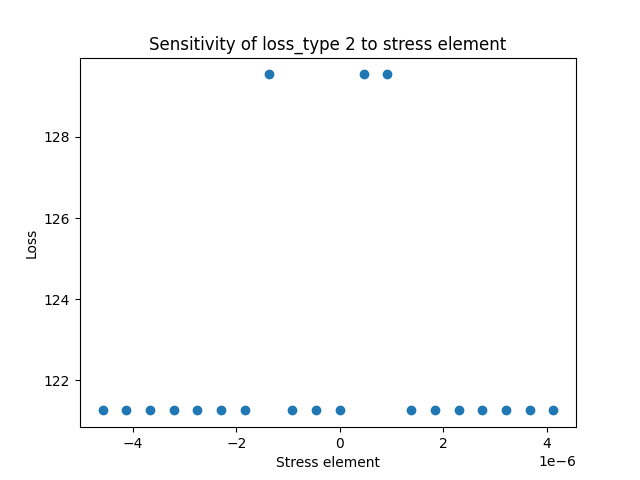 Sensitivity of loss_type 2 to stress element
128
126
124
122
Loss
−4
−2
0
2
4
1e−6
Stress element